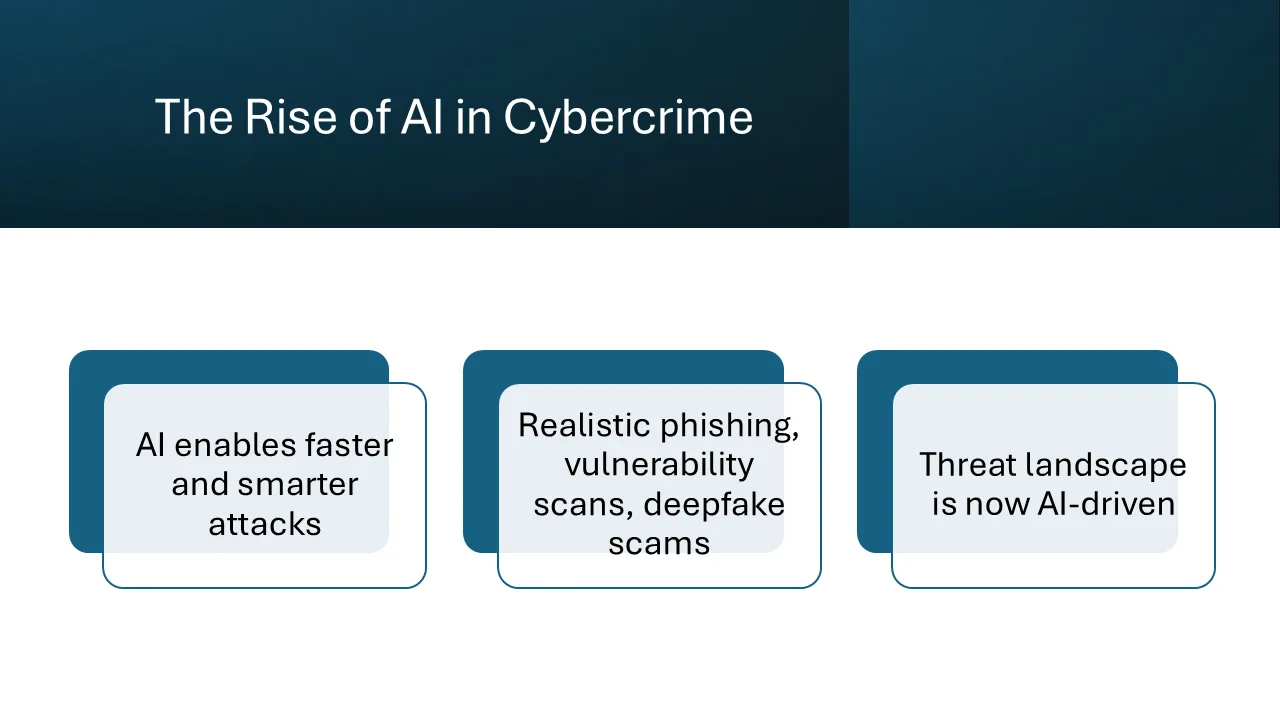 The Rise of AI in Cybercrime
AI enables faster
and smarter
attacks
Realistic phishing,
vulnerability
scans, deepfake
scams
Threat landscape
is now AI-driven